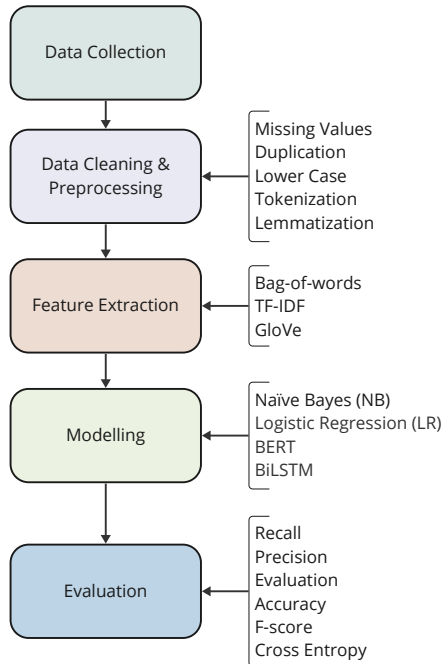 Data Collection
Data Cleaning &
Preprocessing
Missing Values
Duplication
Lower Case
Tokenization
Lemmatization
Feature Extraction
Bag-of-words
TF-IDF
GloVe
Modelling
Naïve Bayes (NB)
Logistic Regression (LR)
BERT
BiLSTM
Evaluation
Recall
Precision
Evaluation
Accuracy
F-score
Cross Entropy